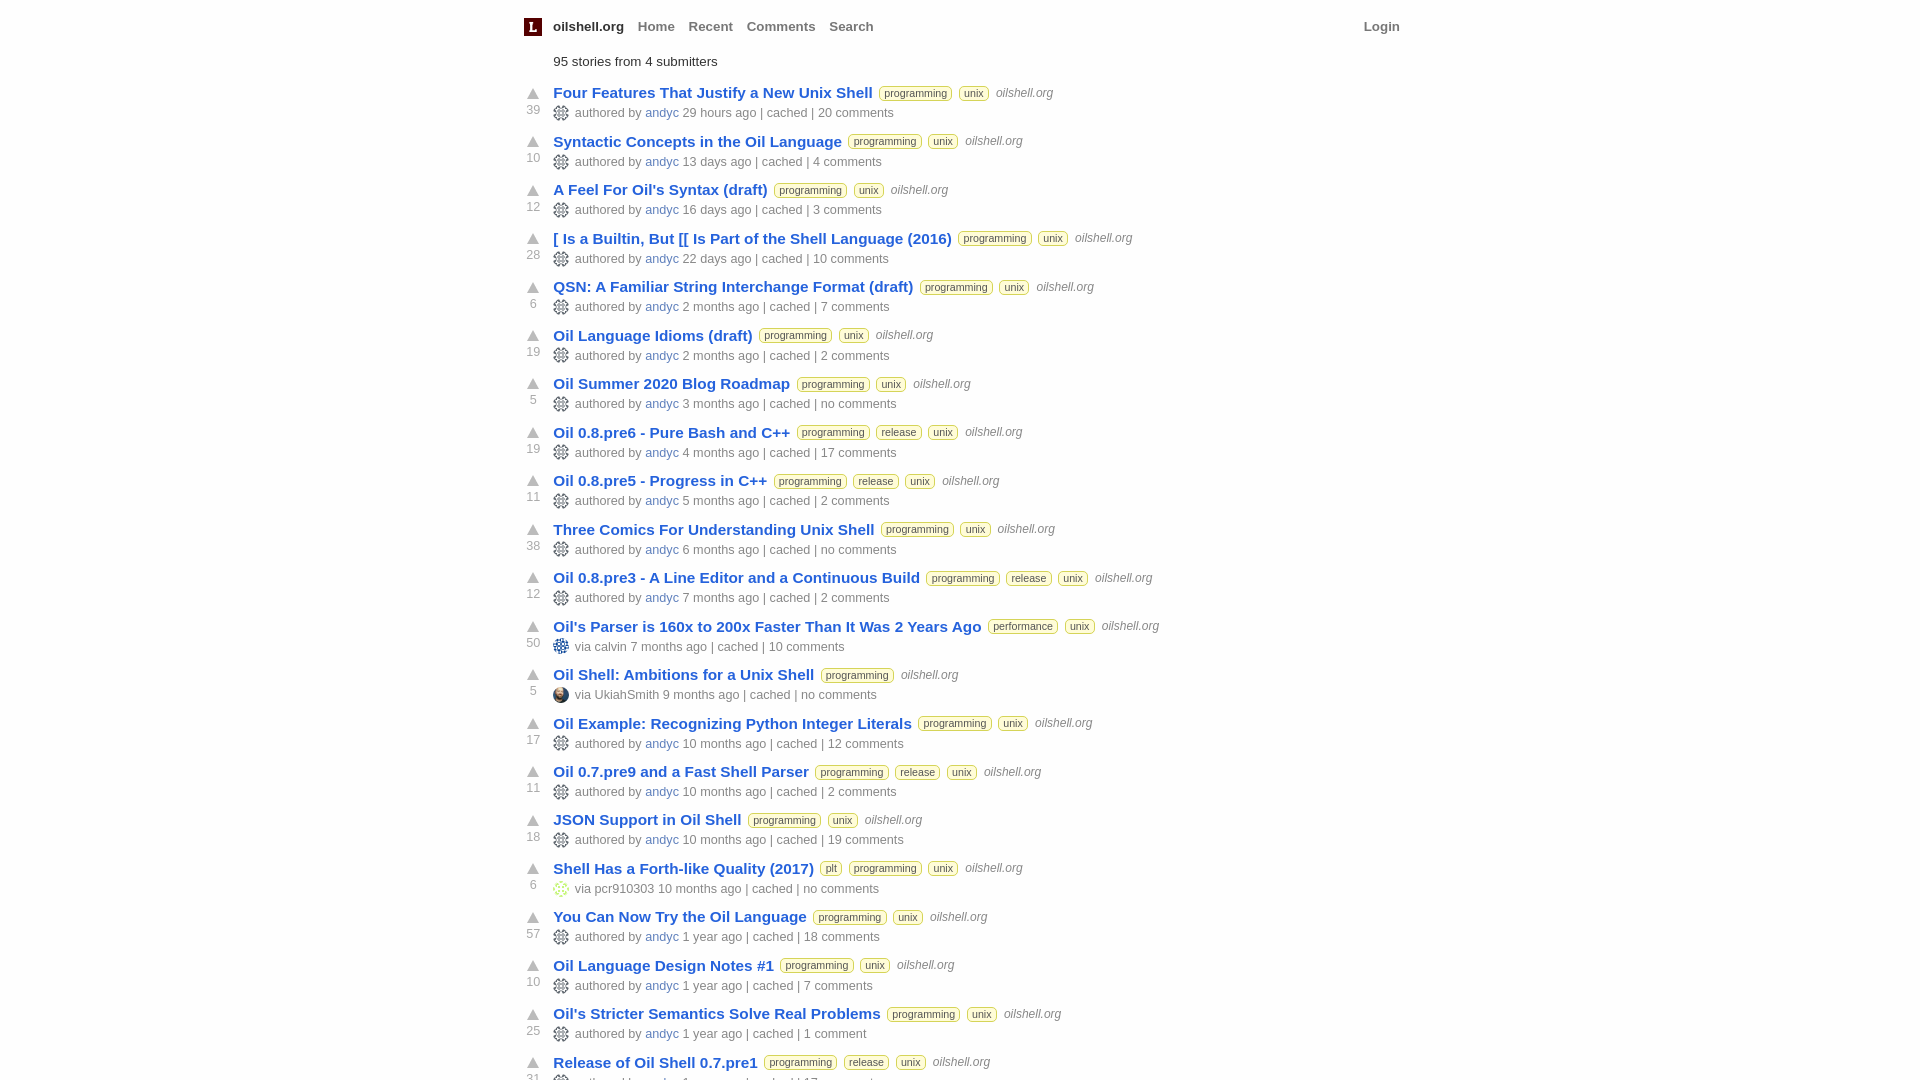 L oilshell.org Home Recent Comments Search Login
95 stories from 4 submitters
Four Features That Justify a New Unix Shell programming unix oilshell.org
39 authored by andyc 29 hours ago | cached | 20 comments
Syntactic Concepts in the Oil Language programming unix oilshell.org
10 authored by andyc 13 days ago | cached | 4 comments
A Feel For Oil's Syntax (draft) programming unix oilshell.org
12 authored by andyc 16 days ago | cached | 3 comments
[ Is a Builtin, But [[ Is Part of the Shell Language (2016) programming unix oilshell.org
28 authored by andyc 22 days ago | cached | 10 comments
QSN: A Familiar String Interchange Format (draft) programming unix oilshell.org
6 authored by andyc 2 months ago | cached | 7 comments
Oil Language Idioms (draft) programming unix oilshell.org
19 authored by andyc 2 months ago | cached | 2 comments
Oil Summer 2020 Blog Roadmap programming unix oilshell.org
5 authored by andyc 3 months ago | cached | no comments
Oil 0.8.pre6 - Pure Bash and C++ programming release unix oilshell.org
19 authored by andyc 4 months ago | cached | 17 comments
Oil 0.8.pre5 - Progress in C++ programming release unix oilshell.org
11 authored by andyc 5 months ago | cached | 2 comments
Three Comics For Understanding Unix Shell programming unix oilshell.org
38 authored by andyc 6 months ago | cached | no comments
Oil 0.8.pre3 - A Line Editor and a Continuous Build programming release unix oilshell.org
12 authored by andyc 7 months ago | cached | 2 comments
Oil's Parser is 160x to 200x Faster Than It Was 2 Years Ago performance unix oilshell.org
50 via calvin 7 months ago | cached | 10 comments
Oil Shell: Ambitions for a Unix Shell programming oilshell.org
5 via UkiahSmith 9 months ago | cached | no comments
Oil Example: Recognizing Python Integer Literals programming unix oilshell.org
17 authored by andyc 10 months ago | cached | 12 comments
Oil 0.7.pre9 and a Fast Shell Parser programming release unix oilshell.org
11 authored by andyc 10 months ago | cached | 2 comments
JSON Support in Oil Shell programming unix oilshell.org
18 authored by andyc 10 months ago | cached | 19 comments
Shell Has a Forth-like Quality (2017) plt programming unix oilshell.org
6 via pcr910303 10 months ago | cached | no comments
You Can Now Try the Oil Language programming unix oilshell.org
57 authored by andyc 1 year ago | cached | 18 comments
Oil Language Design Notes #1 programming unix oilshell.org
10 authored by andyc 1 year ago | cached | 7 comments
Oil's Stricter Semantics Solve Real Problems programming unix oilshell.org
25 authored by andyc 1 year ago | cached | 1 comment
Release of Oil Shell 0.7.pre1 programming release unix oilshell.org